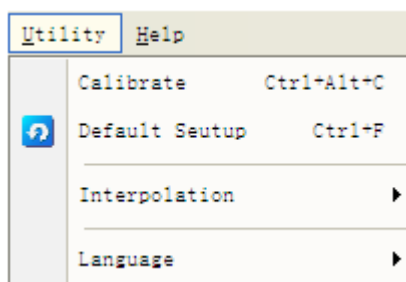 Utility Help
Calibrate Ctrl+Alt+C
Default Seutup Ctrl+F
Interpolation
Language